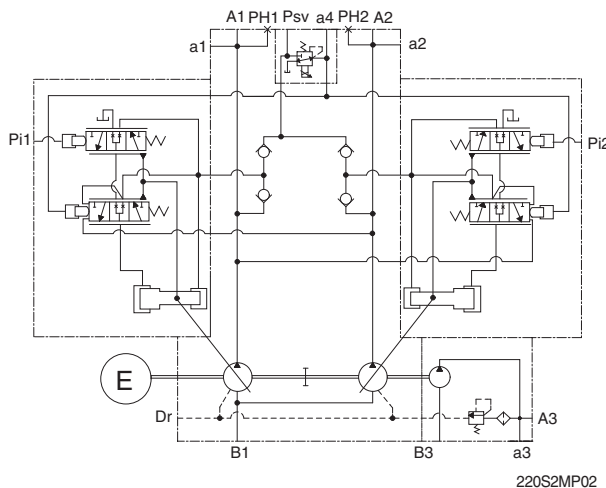 A1 PH1 Psv a4 PH2 A2
a1 a2
Pi1 Pi2
E
Dr A3
B1 B3 a3
220S2MP02